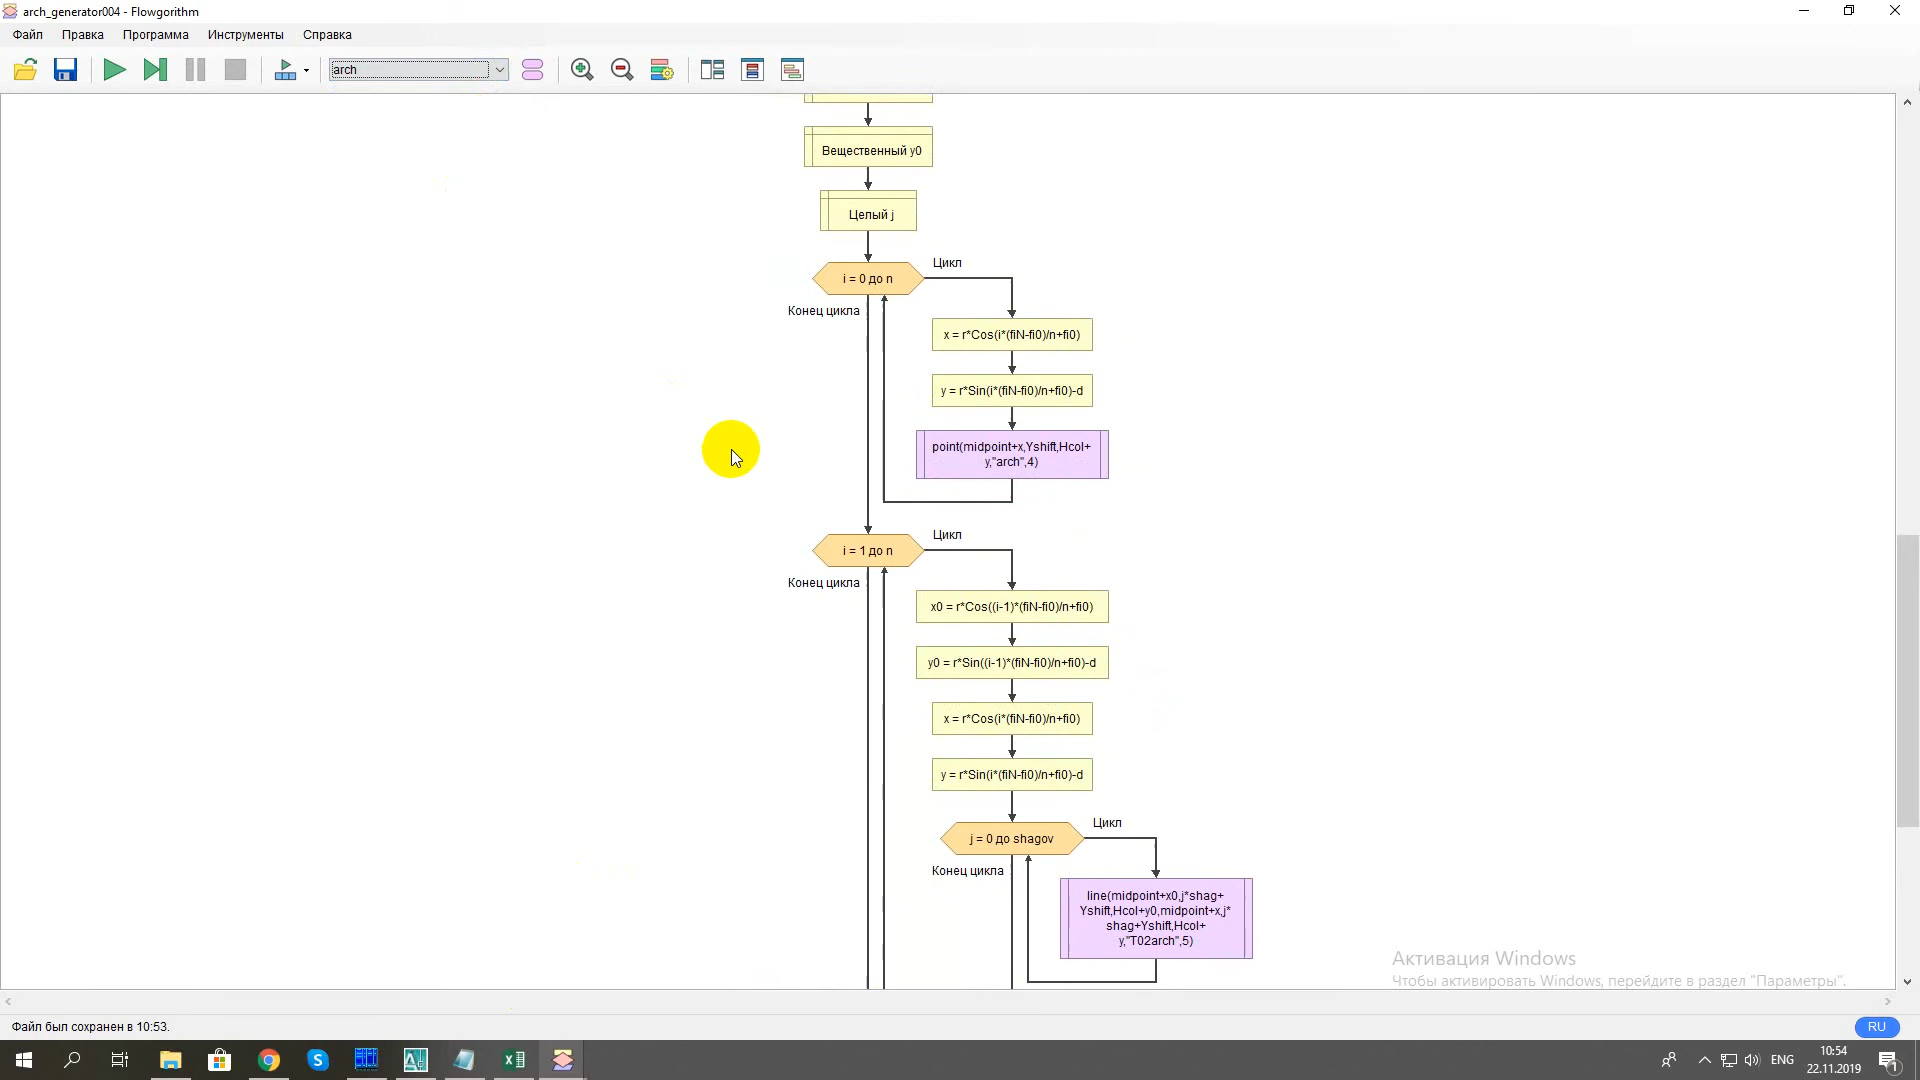 arch_generator004 - Flowgorithm
Файл Правка Программа Инструменты Справка
arch
Вещественный y0
Целый j
Цикл
i = 0 до n
Конец цикла
x = r*Cos(i*(fiN-fi0)/n+fi0)
y = r*Sin(i*(fiN-fi0)/n+fi0)-d
point(midpoint+x,Yshift,Hcol+
y,"arch",4)
Цикл
i = 1 до n
Конец цикла
x0 = r*Cos((i-1)*(fiN-fi0)/n+fi0)
y0 = r*Sin((i-1)*(fiN-fi0)/n+fi0)-d
x = r*Cos(i*(fiN-fi0)/n+fi0)
y = r*Sin(i*(fiN-fi0)/n+fi0)-d
Цикл
j = 0 до shagov
Конец цикла
line(midpoint+x0,j*shag+
Yshift,Hcol+y0,midpoint+x,j*
shag+Yshift,Hcol+
y,"T02arch",5)
Активация Windows
Чтобы активировать Windows, перейдите в раздел "Параметры".
Файл был сохранен в 10:53.
RU
ENG
10:54
22.11.2019
1